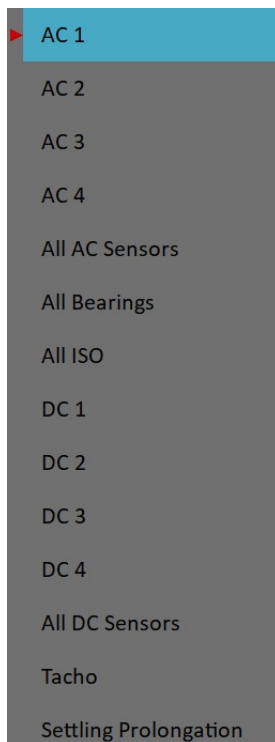 AC 1
AC 2
AC 3
AC 4
All AC Sensors
All Bearings
All ISO
DC 1
DC 2
DC 3
DC 4
All DC Sensors
Tacho
Settling Prolongation